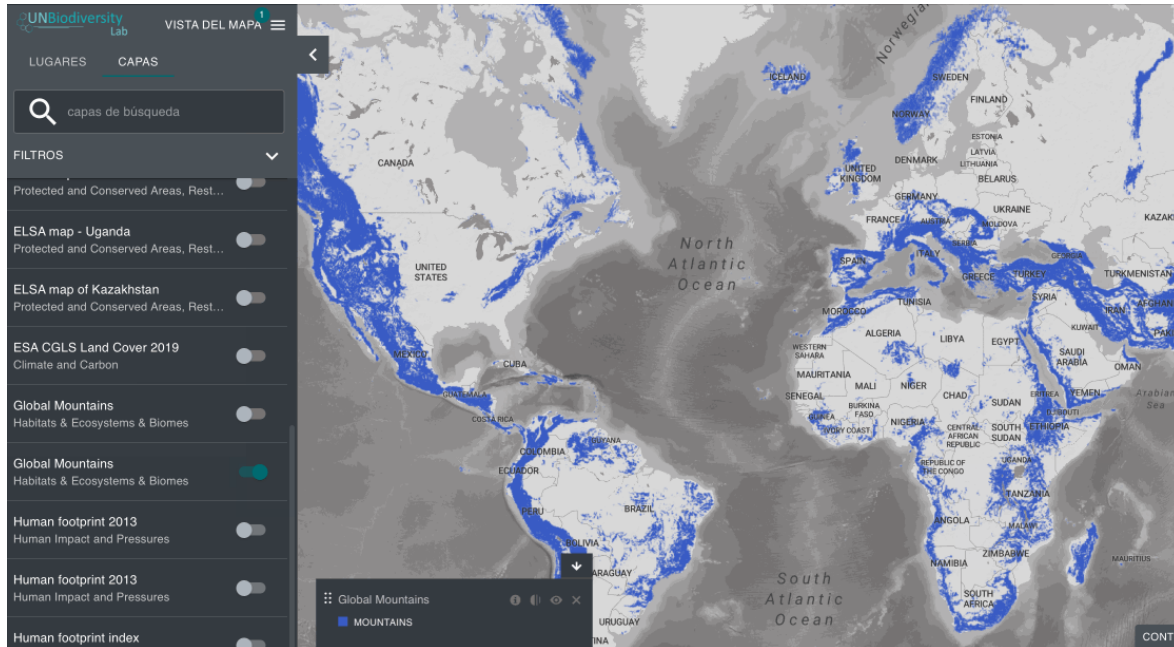 UNBiodiversity
Lab
VISTA DEL MAPA
1
LUGARES
CAPAS
capas de búsqueda
FILTROS
Protected and Conserved Areas, Rest...
ELSA map - Uganda
Protected and Conserved Areas, Rest...
ELSA map of Kazakhstan
Protected and Conserved Areas, Rest...
ESA CGLS Land Cover 2019
Climate and Carbon
Global Mountains
Habitats & Ecosystems & Biomes
Global Mountains
Habitats & Ecosystems & Biomes
Human footprint 2013
Human Impact and Pressures
Human footprint 2013
Human Impact and Pressures
Human footprint index
Norwegian
ICELAND
SWEDEN
FINLAND
NORWAY
ESTONIA
LATVIA
LITHUANIA
DENMARK
UNITED
KINGDOM
BELARUS
GERMANY
UKRAINE
FRANCE
AUSTRIA
MOLDOVA
KAZAK
SERBIA
ITALY
GEORGIA
SPAIN
GREECE
TURKEY
TURKMENISTAN
CANADA
UNITED
STATES
North
Atlantic
Ocean
TUNISIA
SYRIA
IRAN
AFGHAN
MOROCCO
KUWAIT
PAK
ALGERIA
LIBYA
EGYPT
WESTERN
SAHARA
SAUDI
ARABIA
OMAN
MEXICO
CUBA
MAURITANIA
MALI
NIGER
CHAD
SUDAN
ERITREA
YEMEN
Arabian
Sea
GUATEMALA
SENEGAL
BURKINA
FASO
DJIBOUTI
COSTA RICA
GUINEA
IVORY COAST
NIGERIA
CENTRAL
AFRICAN
REPUBLIC
SOUTH
SUDAN
ETHIOPIA
GUYANA
COLOMBIA
ECUADOR
REPUBLIC OF
THE CONGO
UGANDA
TANZANIA
PERU
BRAZIL
ANGOLA
MALAWI
BOLIVIA
ZIMBABWE
MAURITIUS
PARAGUAY
NAMIBIA
South
Atlantic
Ocean
SOUTH
AFRICA
URUGUAY
Global Mountains
MOUNTAINS
TINA
CONT